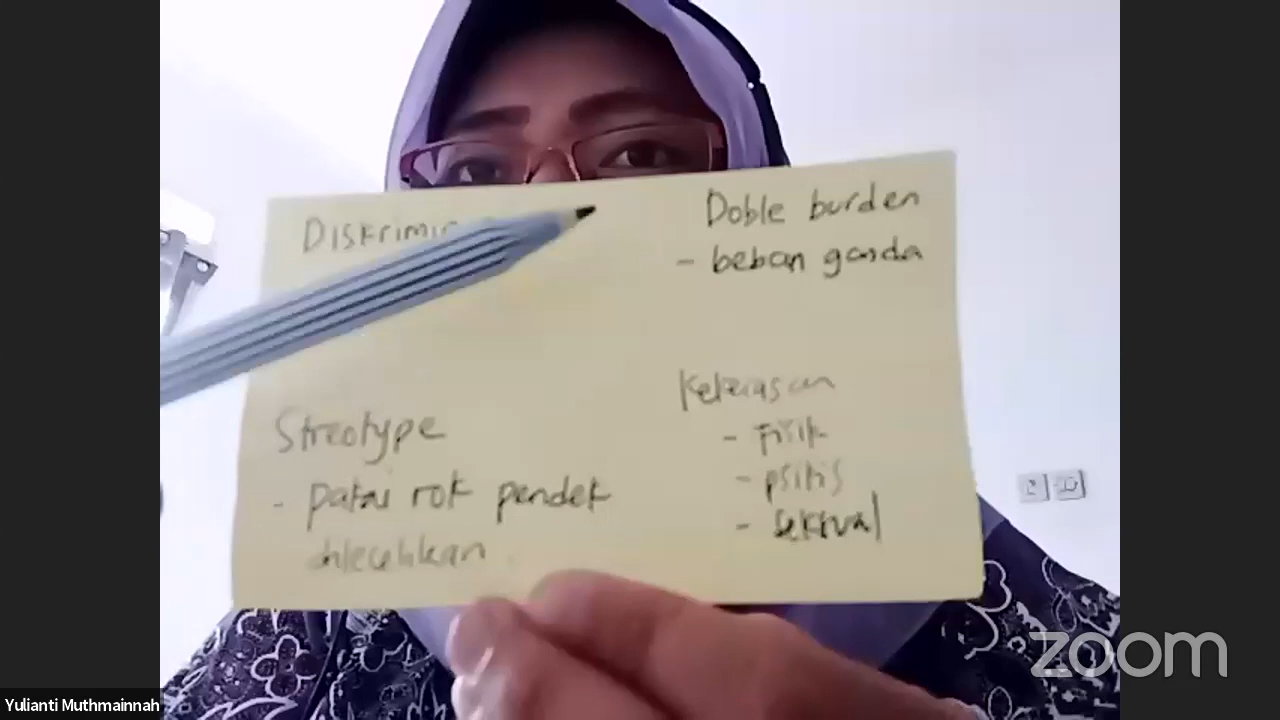 Doble burden
- beban ganda
Streotype
- pakai rok pendek
dilecehkan
Kekerasan
- Fisik
- psikis
- seksual
zoom
Yulianti Muthmainnah